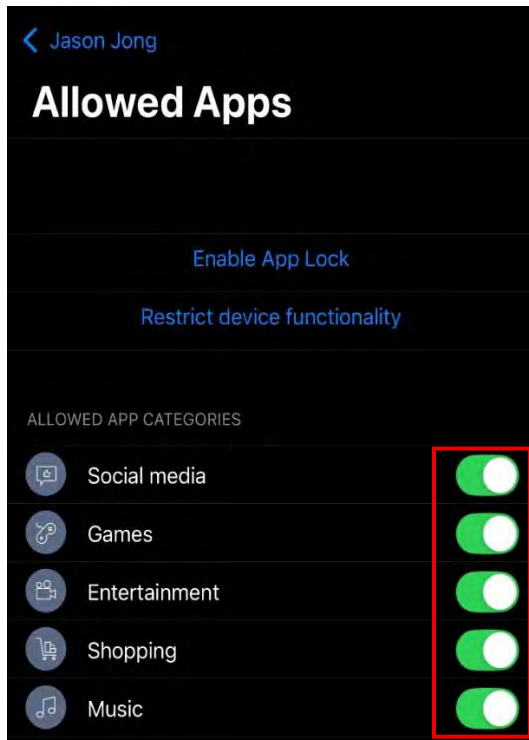 Jason Jong
Allowed Apps
Enable App Lock
Restrict device functionality
ALLOWED APP CATEGORIES
Social media
Games
Entertainment
Shopping
Music